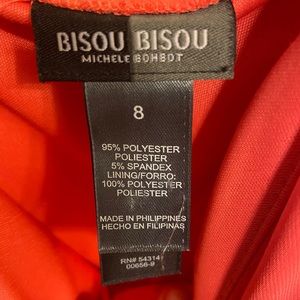 BISOU BISOU
MICHELE BOHBOT
8
95% POLYESTER
POLIESTER
5% SPANDEX
LINING/FORRO:
100% POLYESTER
POLIESTER
MADE IN PHILIPPINES
HECHO EN FILIPINAS
RN# 54314
00656-9